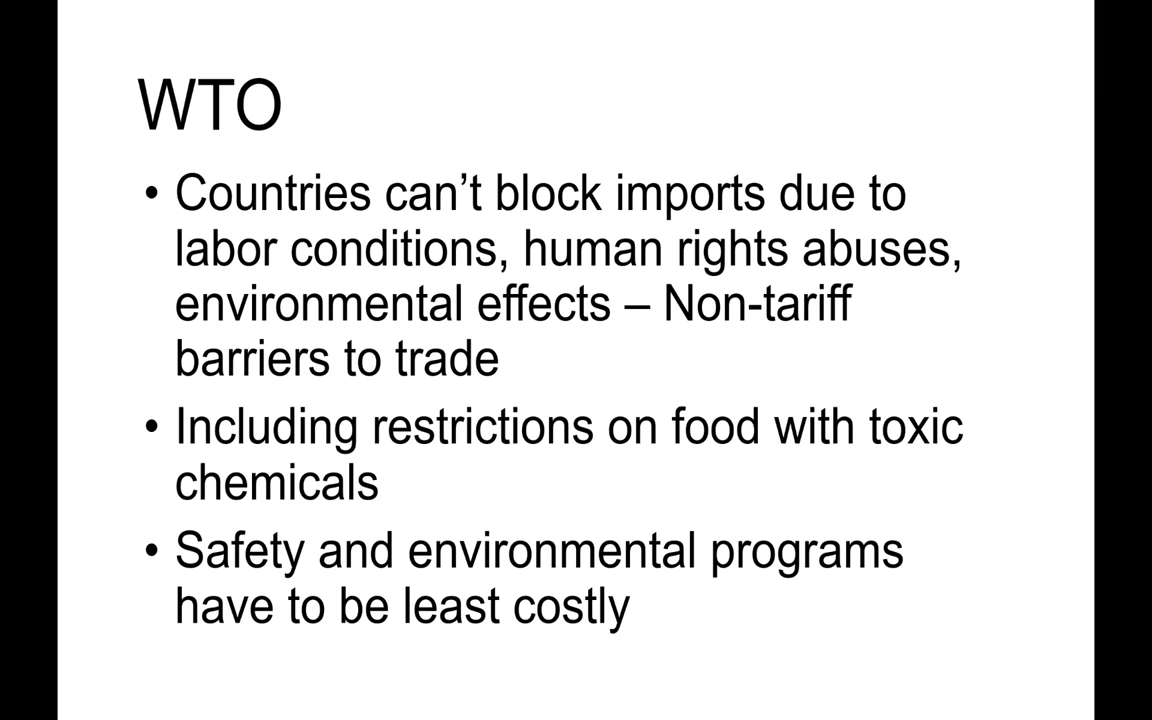 WTO
• Countries can’t block imports due to
labor conditions, human rights abuses,
environmental effects – Non-tariff
barriers to trade
• Including restrictions on food with toxic
chemicals
• Safety and environmental programs
have to be least costly